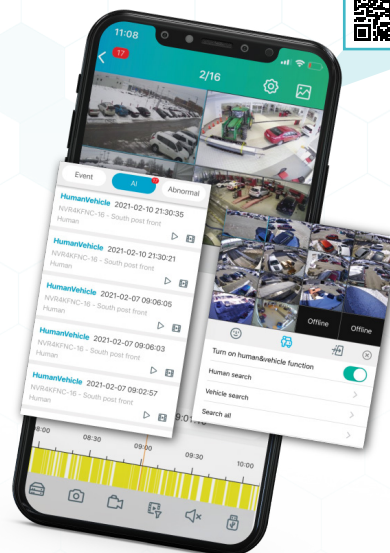 11:08
17
2/16
Event
AI
Abnormal
HumanVehicle 2021-02-10 21:30:35
NVR4KFNC-16 - South post front
Human
HumanVehicle 2021-02-10 21:30:21
NVR4KFNC-16 - South post front
Human
HumanVehicle 2021-02-07 09:06:05
NVR4KFNC-16 - South post front
Human
HumanVehicle 2021-02-07 09:06:03
NVR4KFNC-16 - South post front
Human
HumanVehicle 2021-02-07 09:02:57
NVR4KFNC-16 - South post front
Human
Offline
Offline
Turn on human&vehicle function
Human search
Vehicle search
Search all
08:30
09:00
09:30
10:00